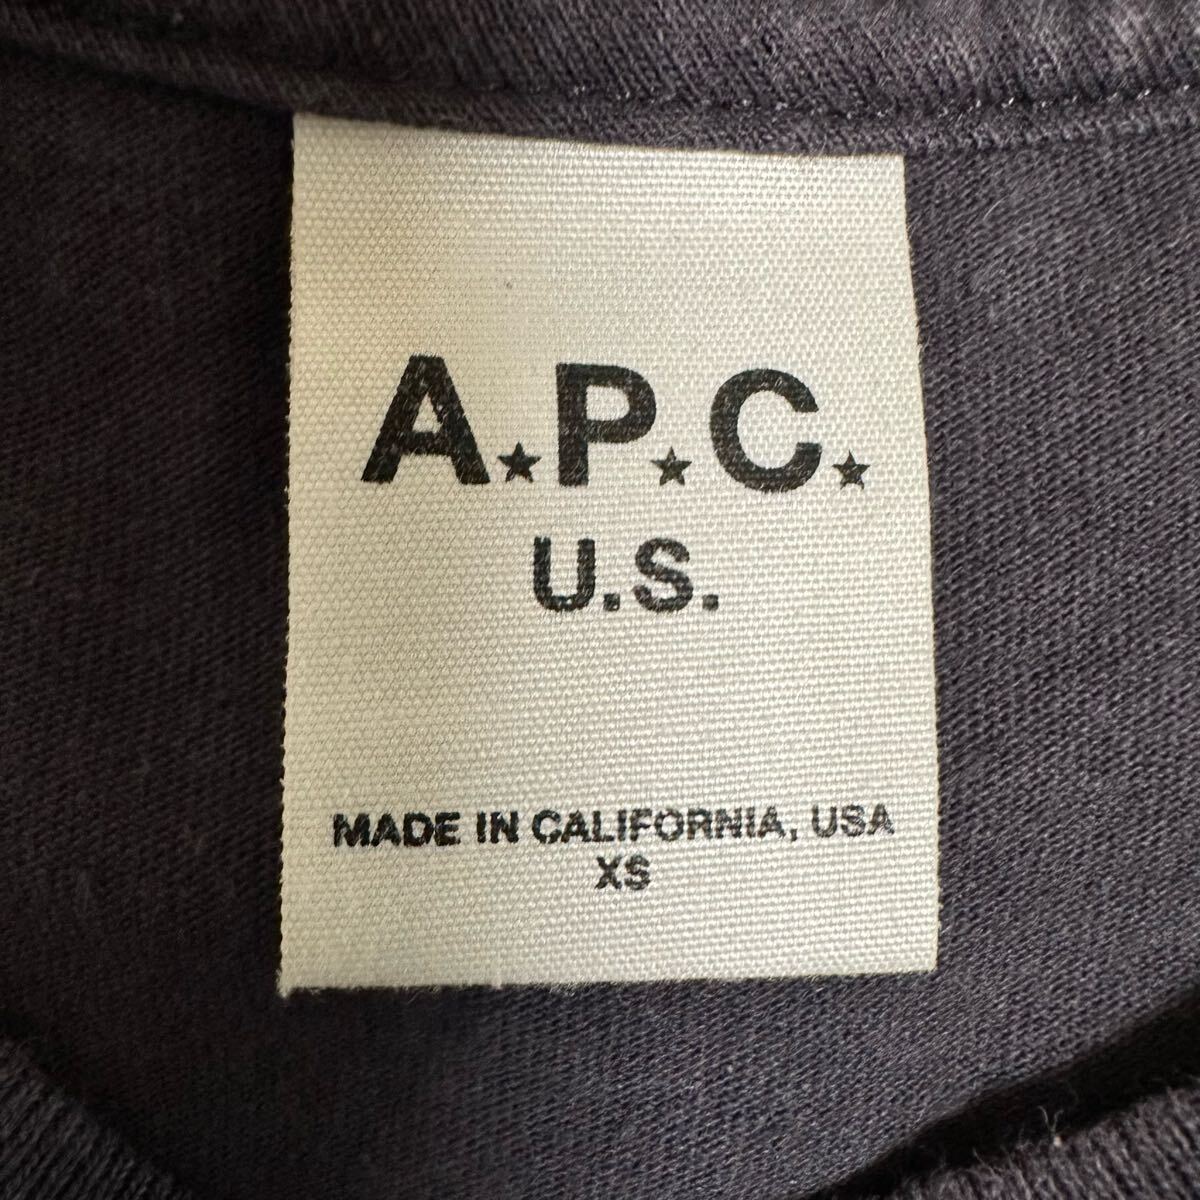 A★P★C★
U.S.
MADE IN CALIFORNIA, USA
XS